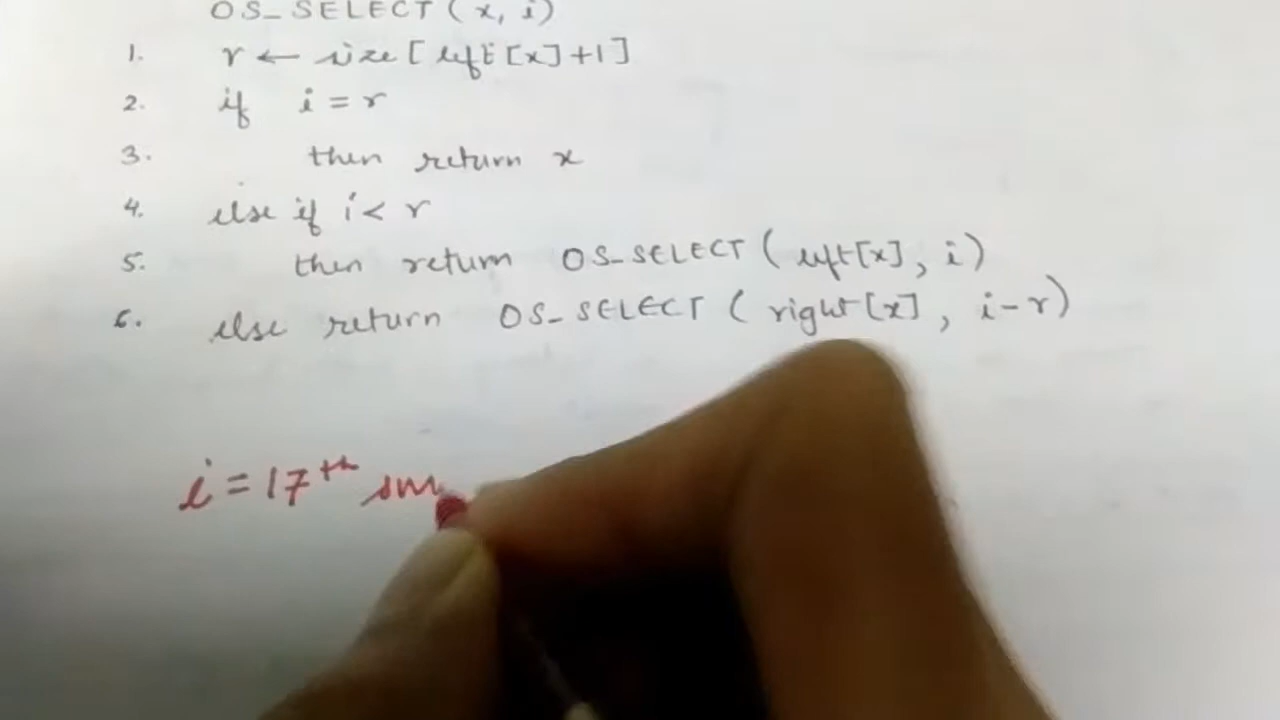 OS_SELECT (x, i)
1. r ← size [left [x]+1]
2. if i = r
3. then return x
4. else if i < r
5. then return OS_SELECT (left[x], i)
6. else return OS_SELECT (right[x], i-r)
i = 17th sm